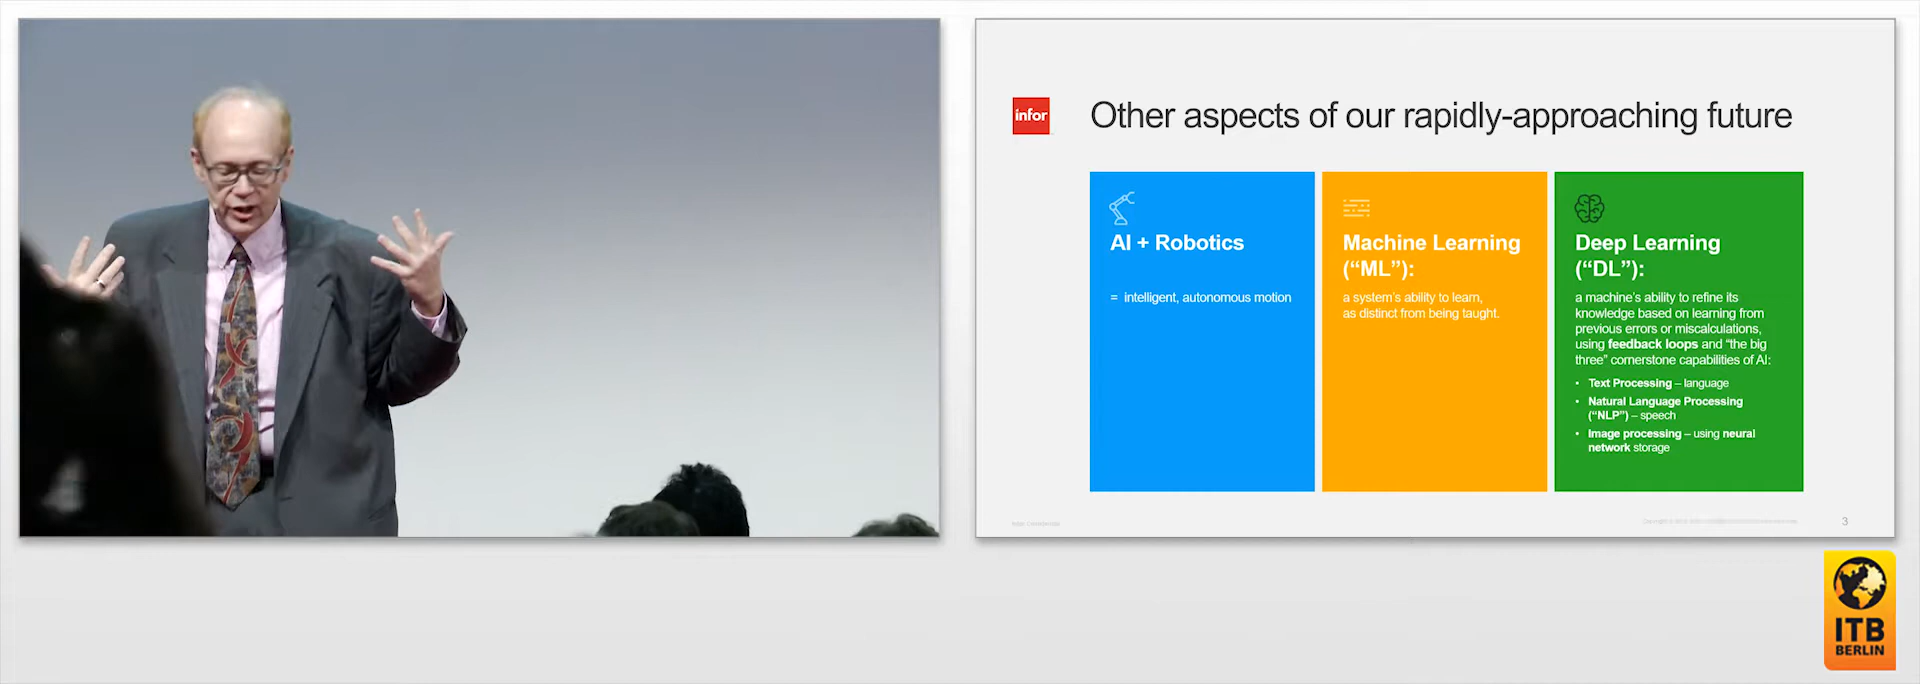 infor
Other aspects of our rapidly-approaching future
AI + Robotics
= intelligent, autonomous motion
Machine Learning
(“ML”):
a system’s ability to learn,
as distinct from being taught.
Deep Learning
(“DL”):
a machine’s ability to refine its
knowledge based on learning from
previous errors or miscalculations,
using feedback loops and “the big
three” cornerstone capabilities of AI:
• Text Processing – language
• Natural Language Processing
(“NLP”) – speech
• Image processing – using neural
network storage
3
ITB
BERLIN